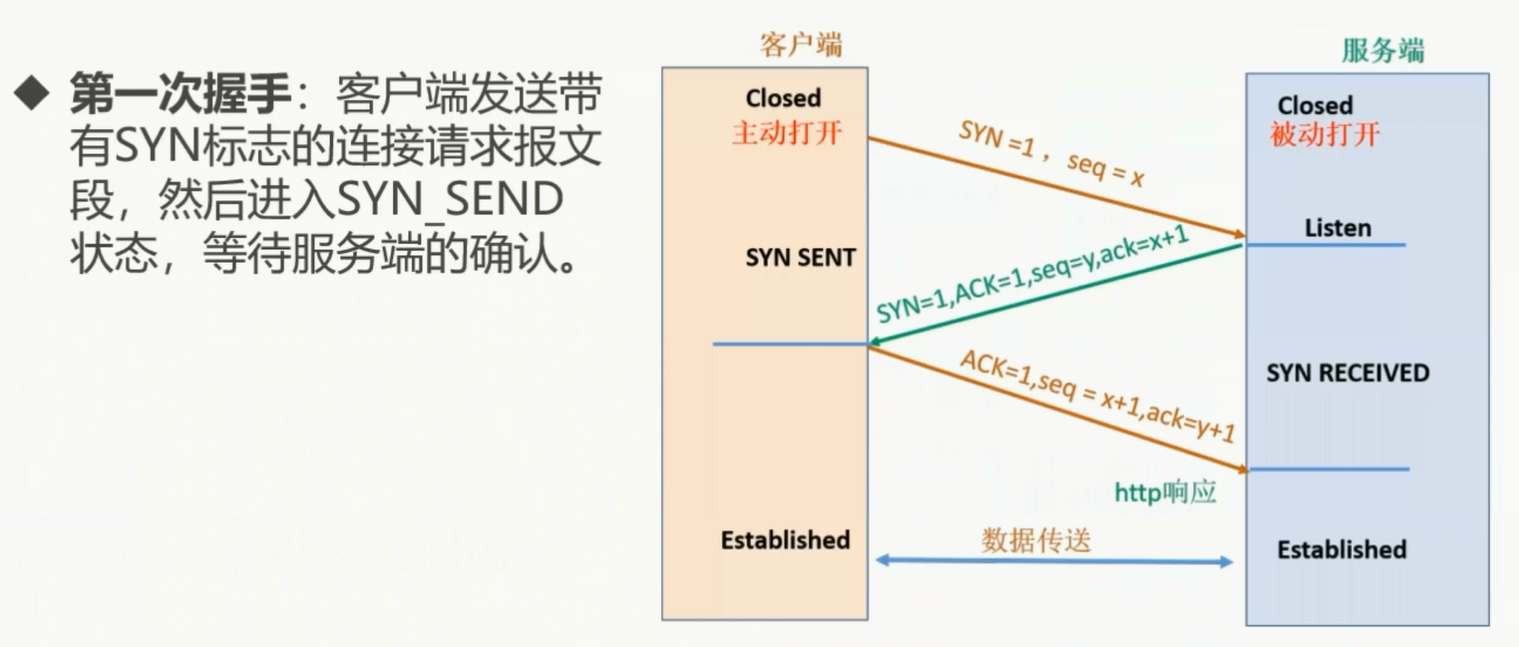 ◆ 第一次握手：客户端发送带
有SYN标志的连接请求报文
段，然后进入SYN_SEND
状态，等待服务端的确认。
客户端
服务端
Closed
主动打开
Closed
被动打开
SYN =1 ，seq = x
Listen
SYN SENT
SYN=1,ACK=1,seq=y,ack=x+1
ACK=1,seq = x+1,ack=y+1
SYN RECEIVED
http响应
Established
数据传送
Established